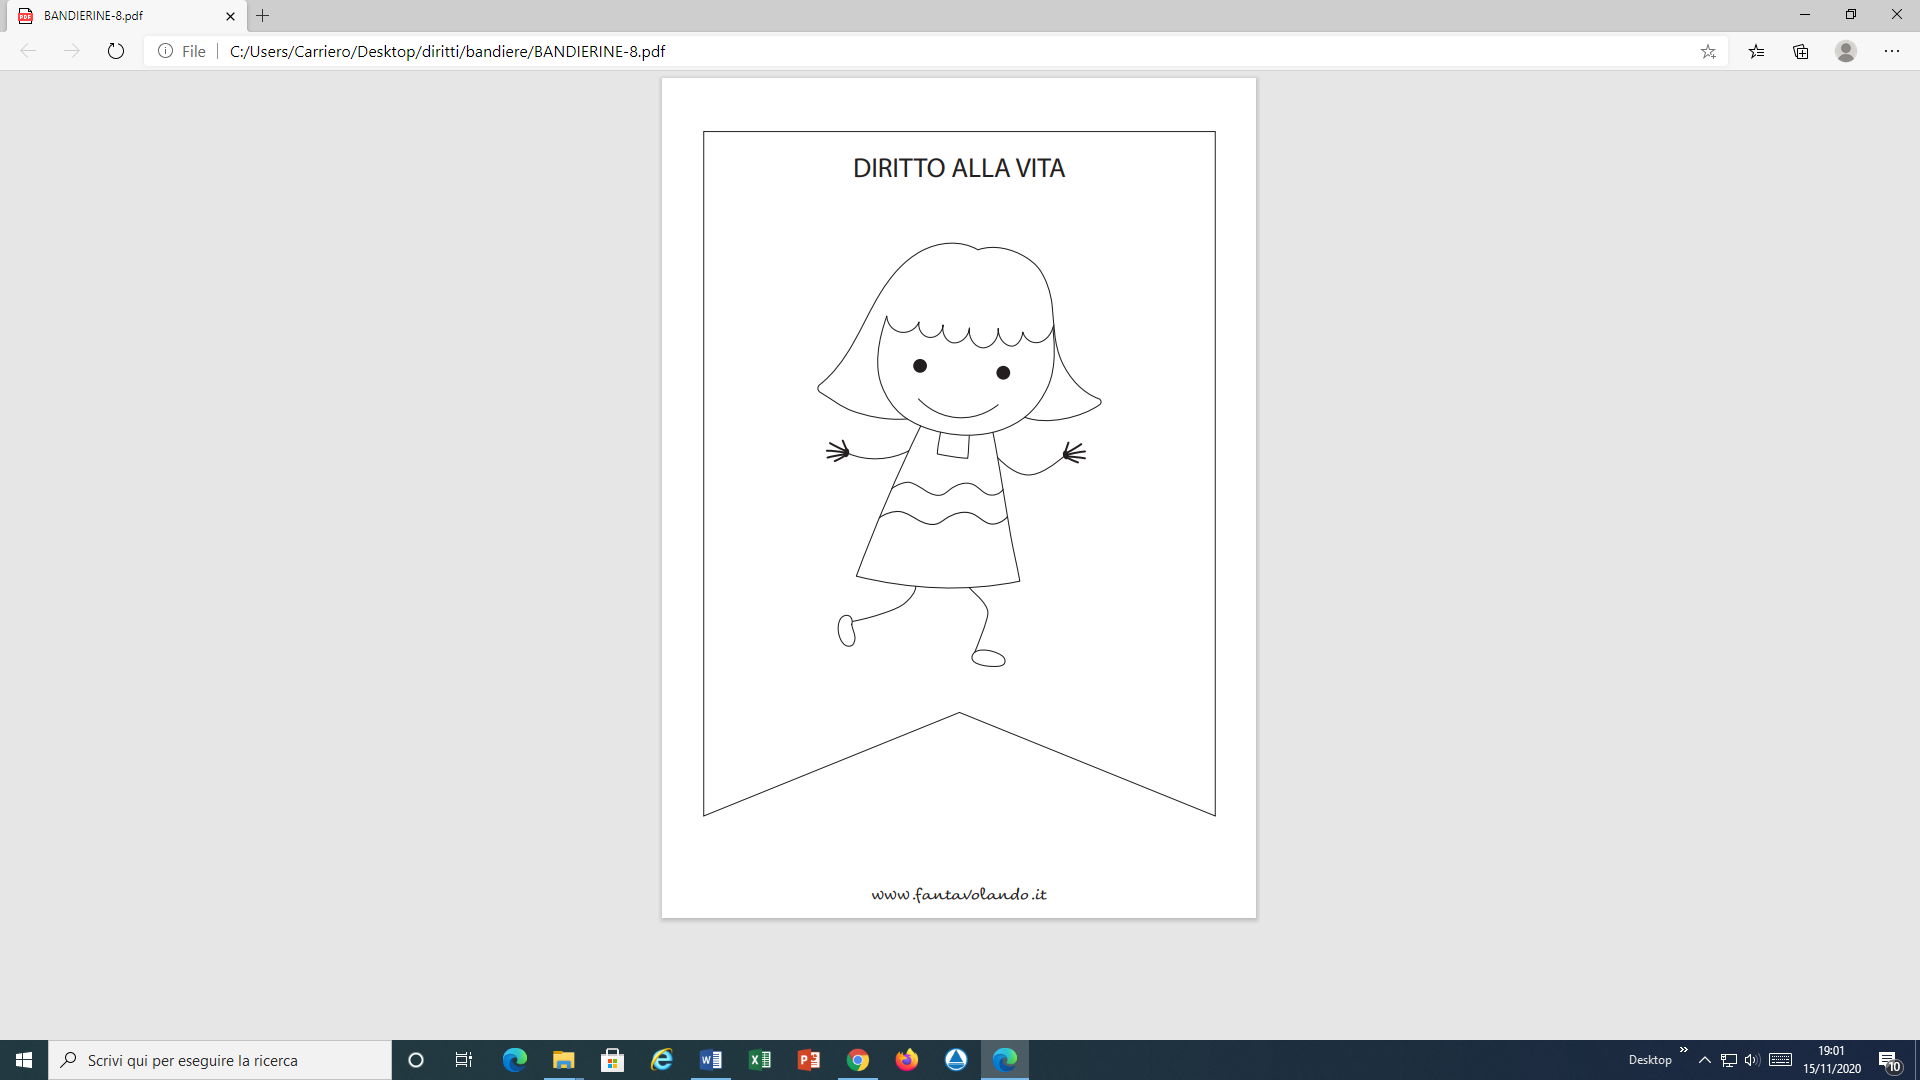 BANDIERINE-8.pdf
File
C:/Users/Carriero/Desktop/diritti/bandiere/BANDIERINE-8.pdf
DIRITTO ALLA VITA
www.fantavolando.it
Scrivi qui per eseguire la ricerca
Desktop
19:01
15/11/2020
10